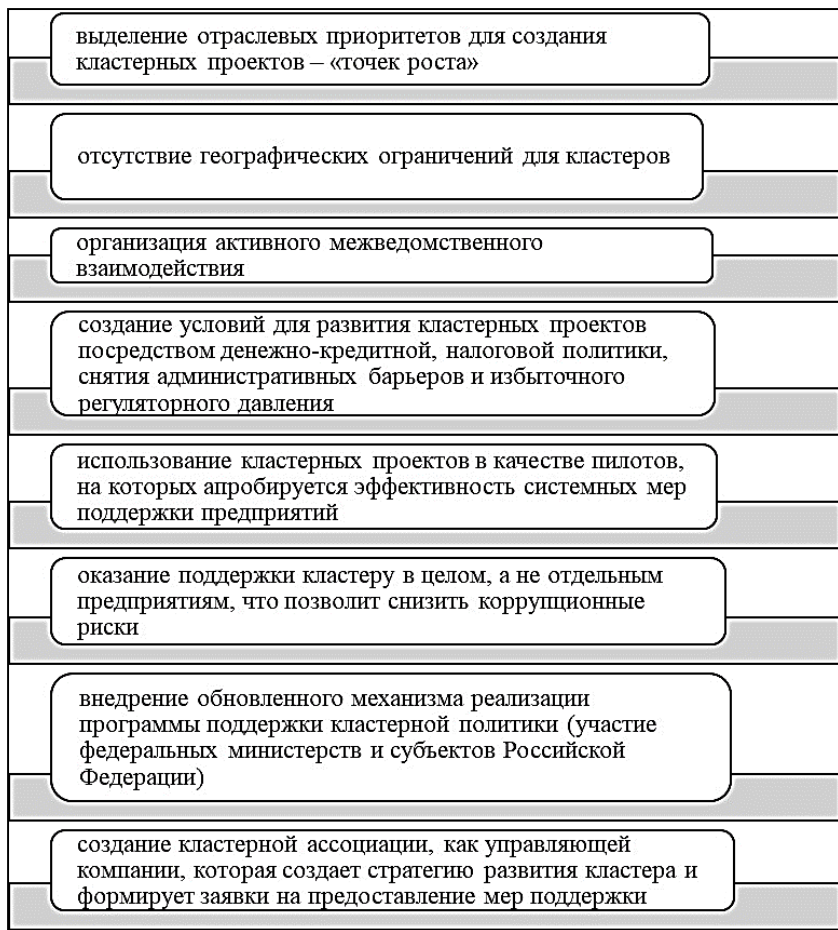 выделение отраслевых приоритетов для создания
кластерных проектов – «точек роста»
отсутствие географических ограничений для кластеров
организация активного межведомственного
взаимодействия
создание условий для развития кластерных проектов
посредством денежно-кредитной, налоговой политики,
снятия административных барьеров и избыточного
регуляторного давления
использование кластерных проектов в качестве пилотов,
на которых апробируется эффективность системных мер
поддержки предприятий
оказание поддержки кластеру в целом, а не отдельным
предприятиям, что позволит снизить коррупционные
риски
внедрение обновленного механизма реализации
программы поддержки кластерной политики (участие
федеральных министерств и субъектов Российской
Федерации)
создание кластерной ассоциации, как управляющей
компании, которая создает стратегию развития кластера и
формирует заявки на предоставление мер поддержки